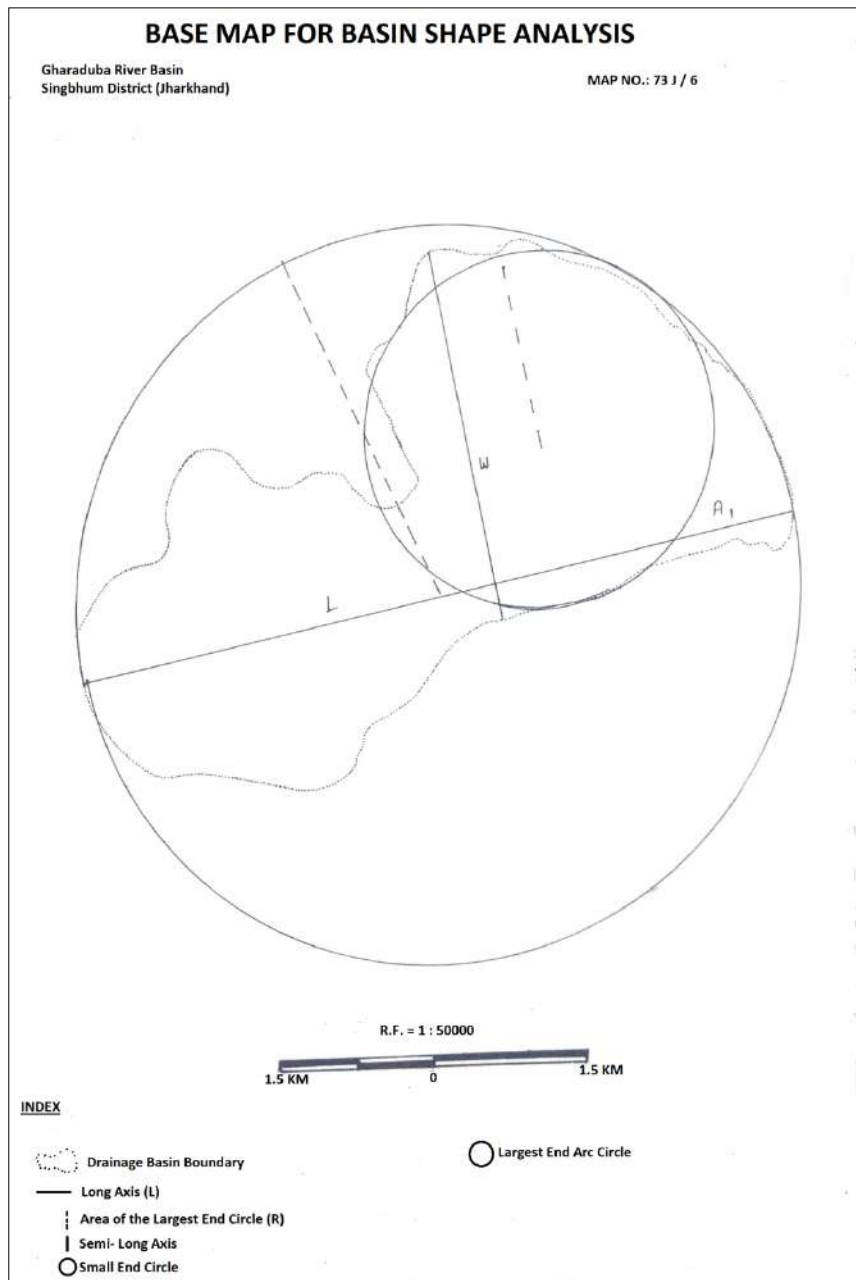 BASE MAP FOR BASIN SHAPE ANALYSIS
Gharaduba River Basin
Singbhum District (Jharkhand)
MAP NO.: 73 J / 6
W
A₁
L
R.F. = 1 : 50000
1.5 KM 0 1.5 KM
INDEX
Drainage Basin Boundary
Largest End Arc Circle
Long Axis (L)
Area of the Largest End Circle (R)
Semi- Long Axis
Small End Circle